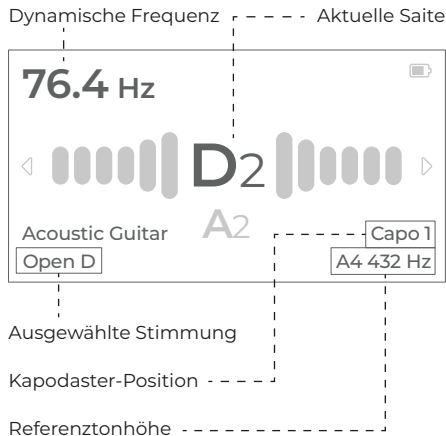 Dynamische Frequenz
Aktuelle Saite
76.4 Hz
D2
A2
Acoustic Guitar
Capo 1
Open D
A4 432 Hz
Ausgewählte Stimmung
Kapodaster-Position
Referenztonhöhe